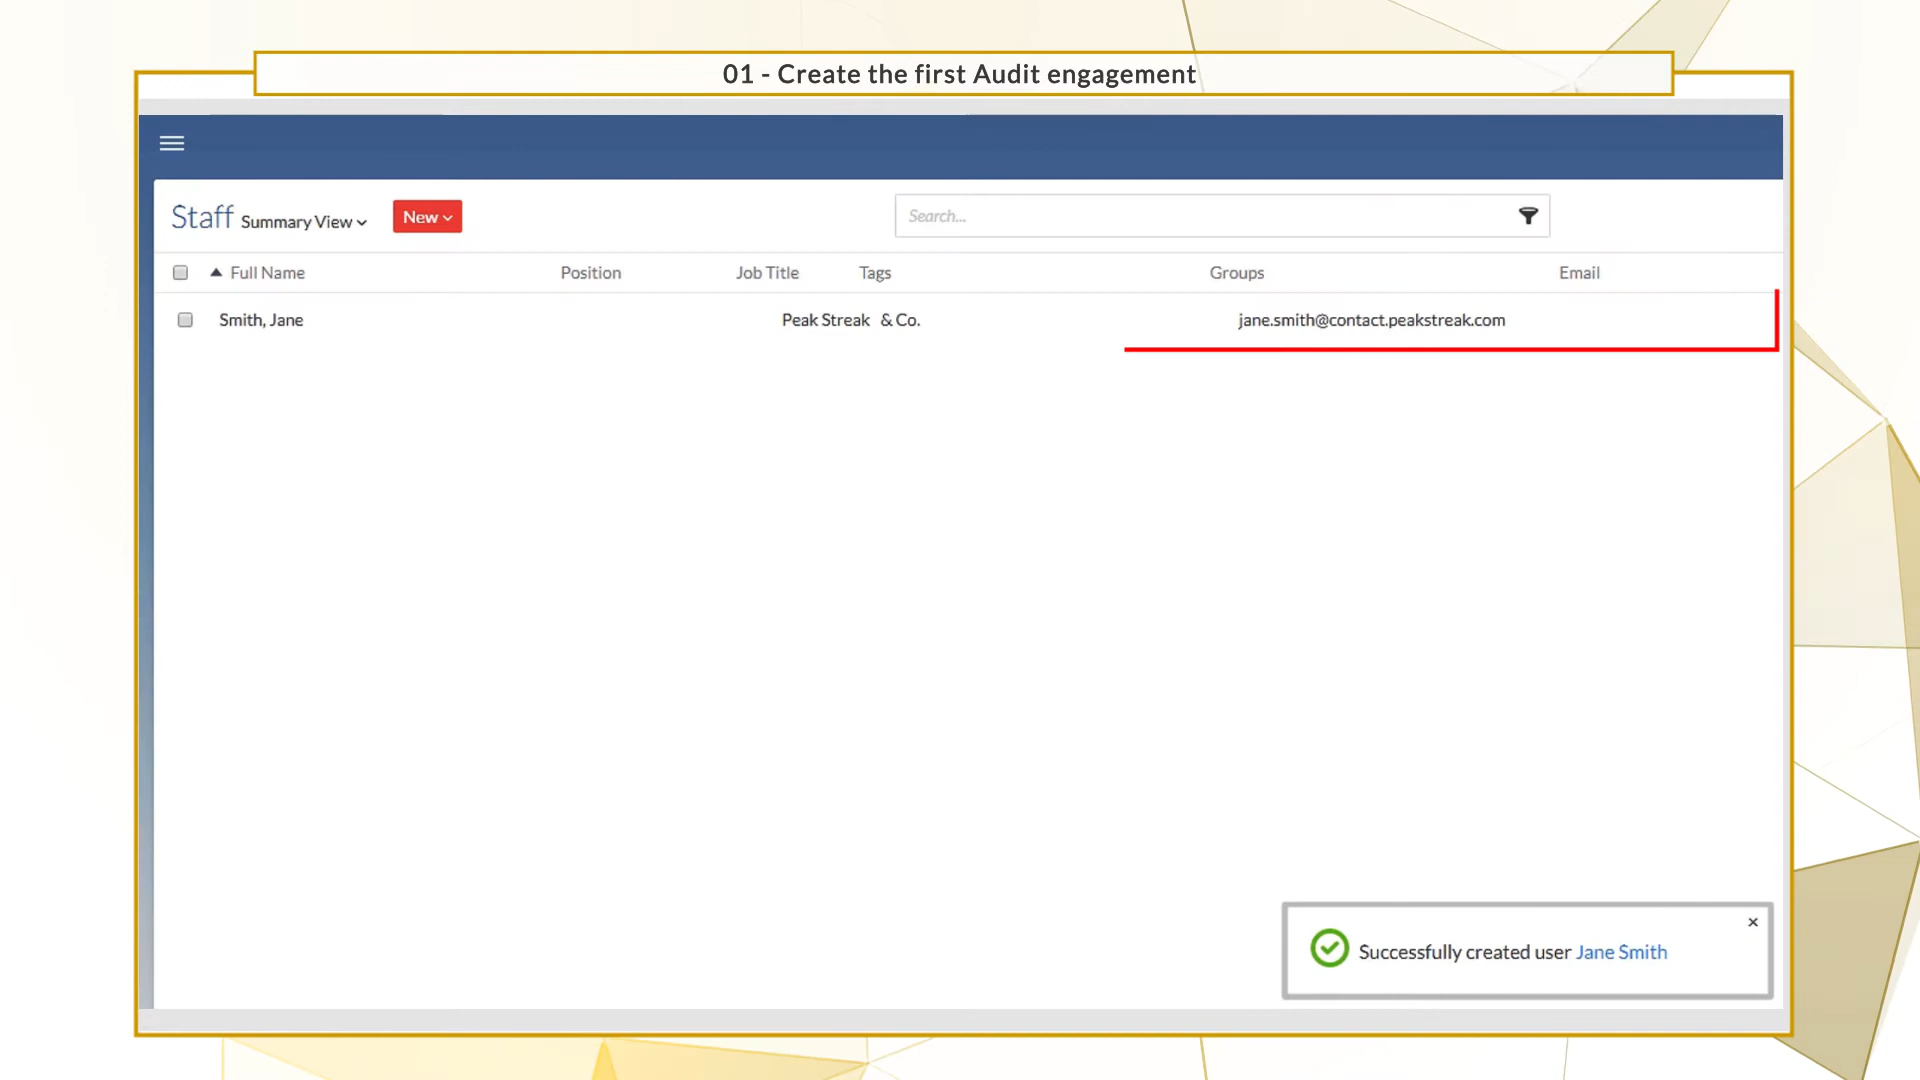 01 - Create the first Audit engagement
Staff Summary View New Search...
Full Name Position Job Title Tags Groups Email
Smith, Jane Peak Streak & Co. jane.smith@contact.peakstreak.com
Successfully created user Jane Smith